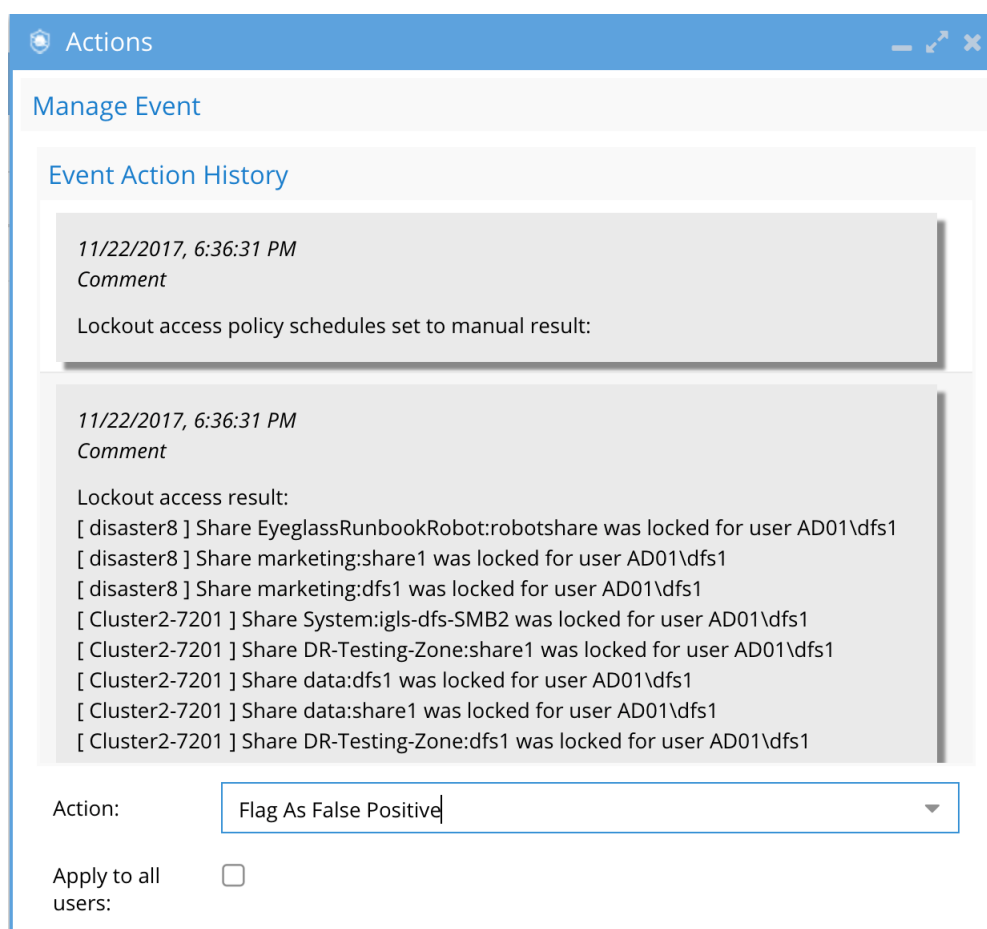 Actions
Manage Event
Event Action History
11/22/2017, 6:36:31 PM
Comment
Lockout access policy schedules set to manual result:
11/22/2017, 6:36:31 PM
Comment
Lockout access result:
[ disaster8 ] Share EyeglassRunbookRobot:robotshare was locked for user AD01\dfs1
[ disaster8 ] Share marketing:share1 was locked for user AD01\dfs1
[ disaster8 ] Share marketing:dfs1 was locked for user AD01\dfs1
[ Cluster2-7201 ] Share System:igls-dfs-SMB2 was locked for user AD01\dfs1
[ Cluster2-7201 ] Share DR-Testing-Zone:share1 was locked for user AD01\dfs1
[ Cluster2-7201 ] Share data:dfs1 was locked for user AD01\dfs1
[ Cluster2-7201 ] Share data:share1 was locked for user AD01\dfs1
[ Cluster2-7201 ] Share DR-Testing-Zone:dfs1 was locked for user AD01\dfs1
Action: Flag As False Positive
Apply to all
users: